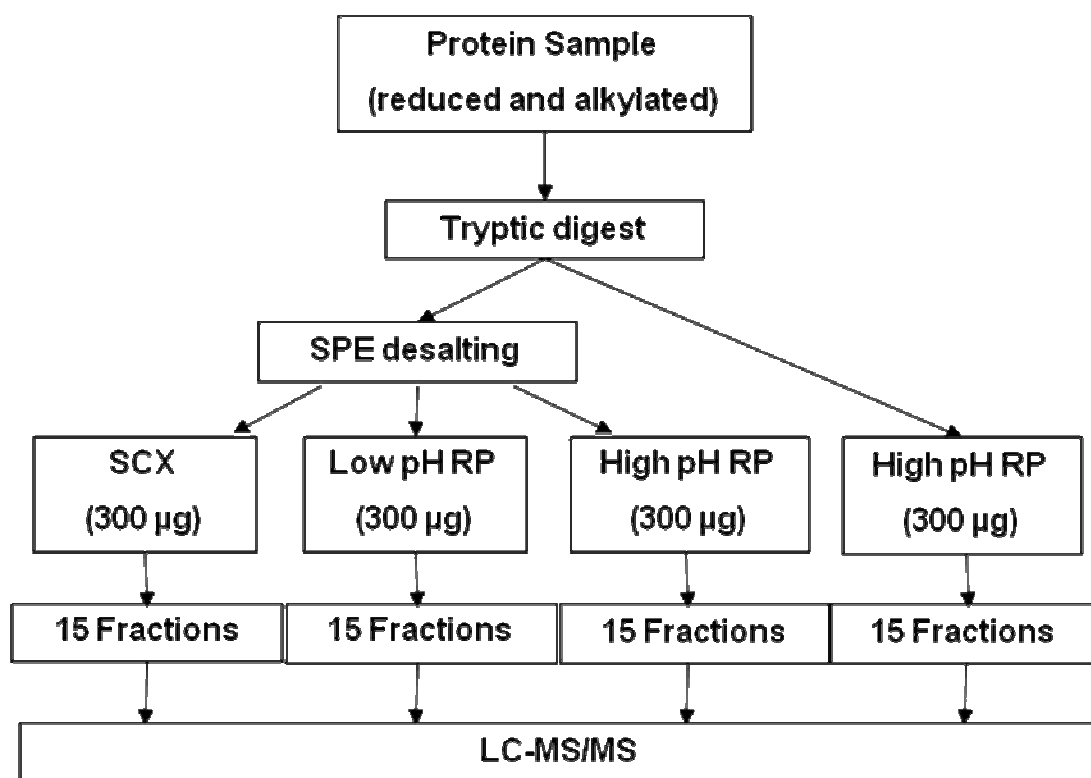 Protein Sample
(reduced and alkylated)
Tryptic digest
SPE desalting
SCX
(300 µg)
Low pH RP
(300 µg)
High pH RP
(300 µg)
High pH RP
(300 µg)
15 Fractions
15 Fractions
15 Fractions
15 Fractions
LC-MS/MS